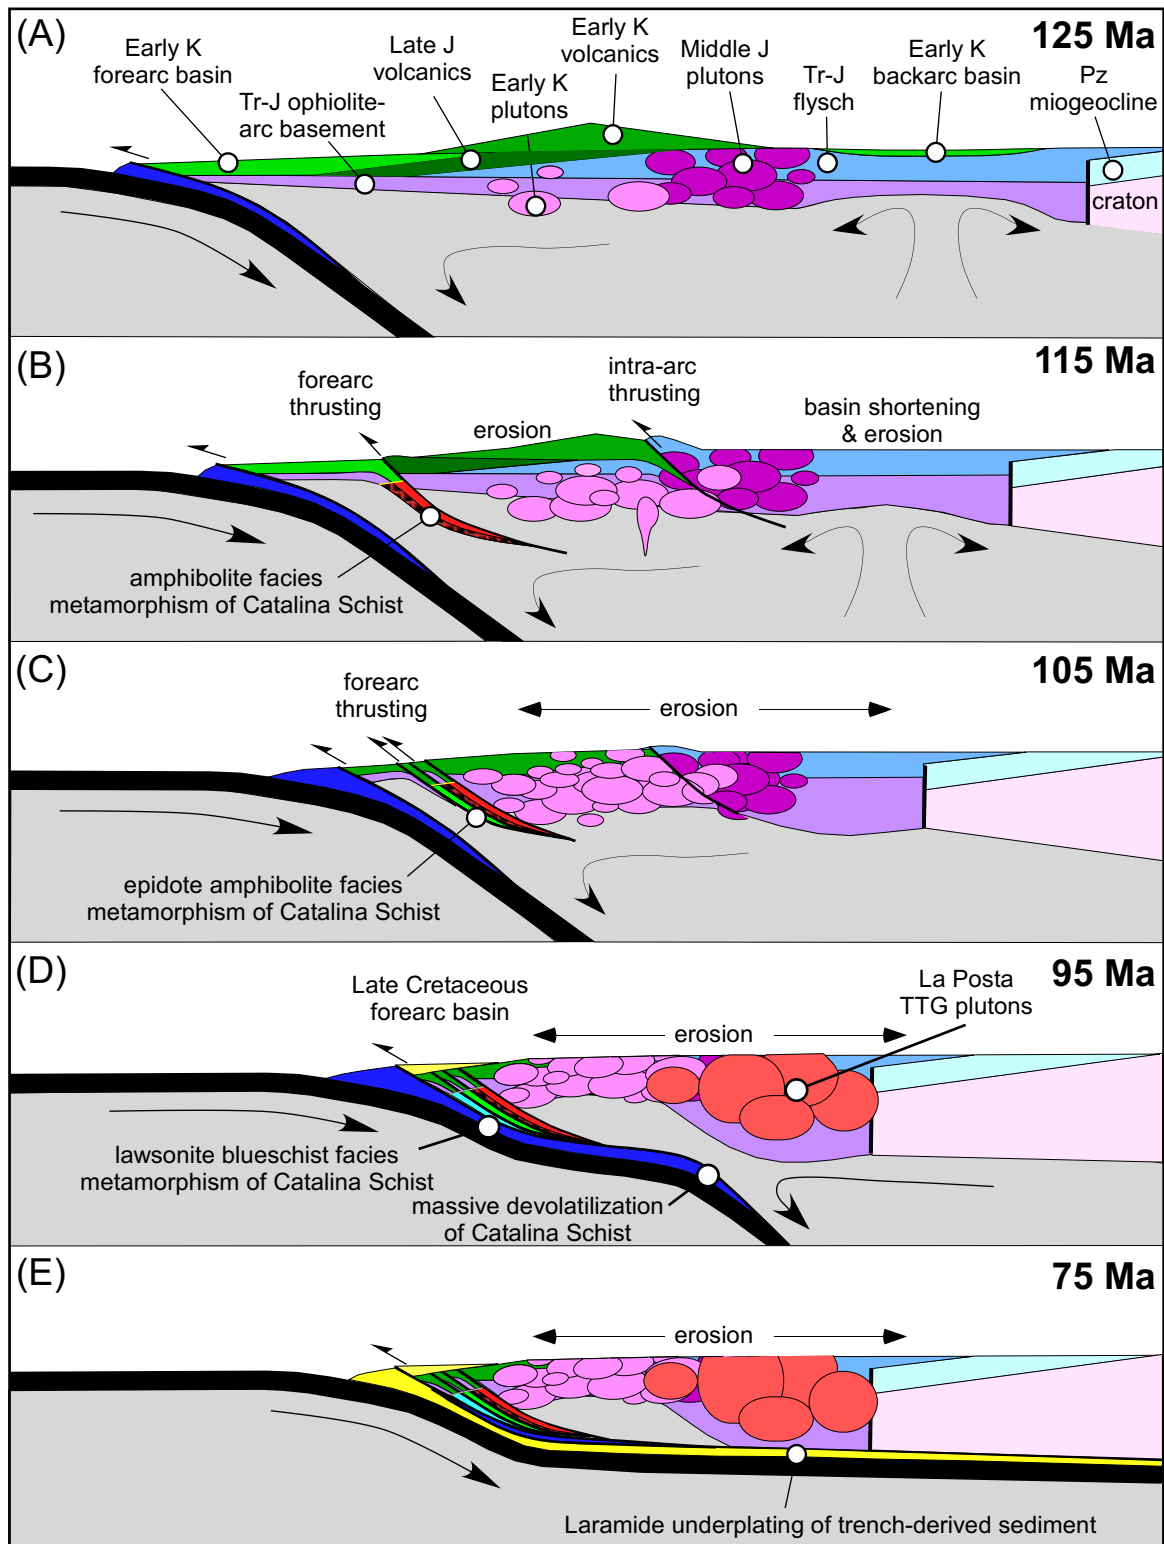 (A)
125 Ma
Early K
forearc basin
Late J
volcanics
Early K
volcanics
Middle J
plutons
Early K
backarc basin
Tr-J
flysch
Pz
miogeocline
Early K
plutons
Tr-J ophiolite-
arc basement
craton
(B)
115 Ma
forearc
thrusting
intra-arc
thrusting
erosion
basin shortening
& erosion
amphibolite facies
metamorphism of Catalina Schist
(C)
105 Ma
forearc
thrusting
erosion
epidote amphibolite facies
metamorphism of Catalina Schist
(D)
95 Ma
Late Cretaceous
forearc basin
La Posta
TTG plutons
erosion
lawsonite blueschist facies
metamorphism of Catalina Schist
massive devolatilization
of Catalina Schist
(E)
75 Ma
erosion
Laramide underplating of trench-derived sediment